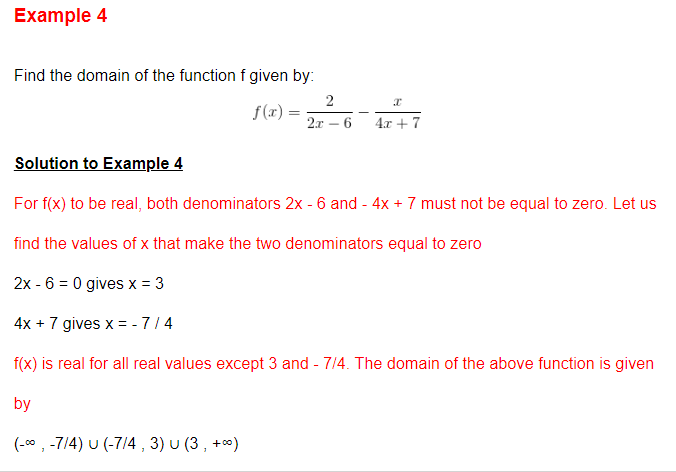 Example 4
Find the domain of the function f given by:
f(x) = 2/(2x − 6) − x/(4x + 7)
Solution to Example 4
For f(x) to be real, both denominators 2x - 6 and - 4x + 7 must not be equal to zero. Let us
find the values of x that make the two denominators equal to zero
2x - 6 = 0 gives x = 3
4x + 7 gives x = - 7 / 4
f(x) is real for all real values except 3 and - 7/4. The domain of the above function is given
by
(-∞ , -7/4) ∪ (-7/4 , 3) ∪ (3 , +∞)